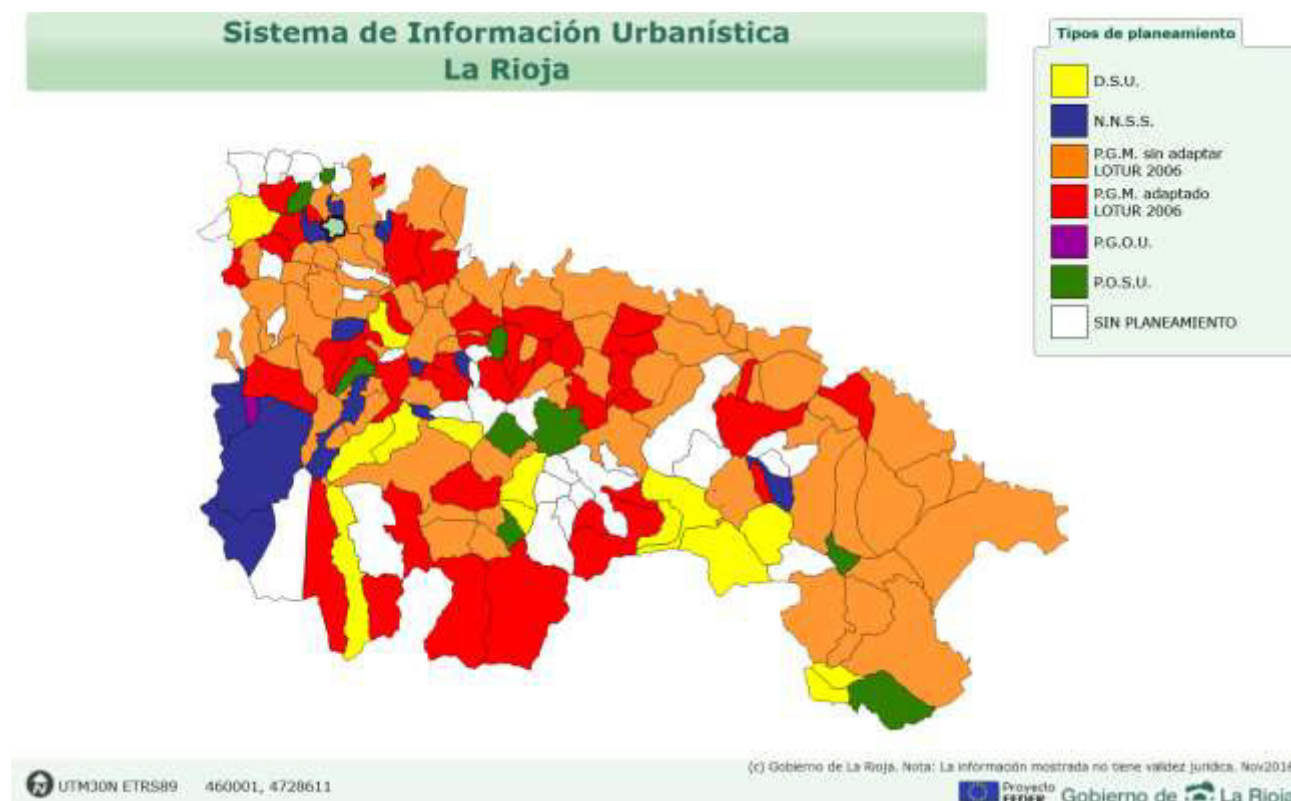 Sistema de Información Urbanística
La Rioja
Tipos de planeamiento
D.S.U.
N.N.S.S.
P.G.M. sin adaptar
LOTUR 2006
P.G.M. adaptado
LOTUR 2006
P.G.O.U.
P.O.S.U.
SIN PLANEAMIENTO
(c) Gobierno de La Rioja. Nota: La información mostrada no tiene validez jurídica. Nov2016
UTM30N ETRS89 460001, 4728611
Proyecto
FEDER
Gobierno de La Rioja